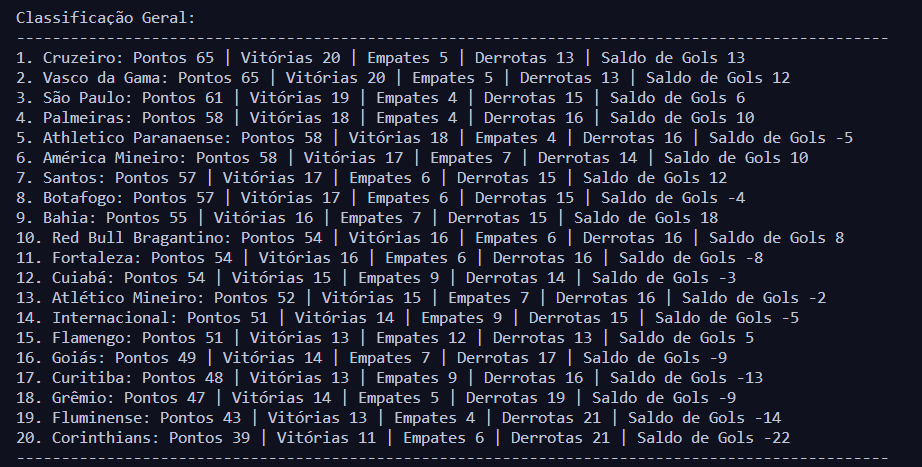 Classificação Geral:
-------------------------------------------------------------------------------------------------
1. Cruzeiro: Pontos 65 | Vitórias 20 | Empates 5 | Derrotas 13 | Saldo de Gols 13
2. Vasco da Gama: Pontos 65 | Vitórias 20 | Empates 5 | Derrotas 13 | Saldo de Gols 12
3. São Paulo: Pontos 61 | Vitórias 19 | Empates 4 | Derrotas 15 | Saldo de Gols 6
4. Palmeiras: Pontos 58 | Vitórias 18 | Empates 4 | Derrotas 16 | Saldo de Gols 10
5. Athletico Paranaense: Pontos 58 | Vitórias 18 | Empates 4 | Derrotas 16 | Saldo de Gols -5
6. América Mineiro: Pontos 58 | Vitórias 17 | Empates 7 | Derrotas 14 | Saldo de Gols 10
7. Santos: Pontos 57 | Vitórias 17 | Empates 6 | Derrotas 15 | Saldo de Gols 12
8. Botafogo: Pontos 57 | Vitórias 17 | Empates 6 | Derrotas 15 | Saldo de Gols -4
9. Bahia: Pontos 55 | Vitórias 16 | Empates 7 | Derrotas 15 | Saldo de Gols 18
10. Red Bull Bragantino: Pontos 54 | Vitórias 16 | Empates 6 | Derrotas 16 | Saldo de Gols 8
11. Fortaleza: Pontos 54 | Vitórias 16 | Empates 6 | Derrotas 16 | Saldo de Gols -8
12. Cuiabá: Pontos 54 | Vitórias 15 | Empates 9 | Derrotas 14 | Saldo de Gols -3
13. Atlético Mineiro: Pontos 52 | Vitórias 15 | Empates 7 | Derrotas 16 | Saldo de Gols -2
14. Internacional: Pontos 51 | Vitórias 14 | Empates 9 | Derrotas 15 | Saldo de Gols -5
15. Flamengo: Pontos 51 | Vitórias 13 | Empates 12 | Derrotas 13 | Saldo de Gols 5
16. Goiás: Pontos 49 | Vitórias 14 | Empates 7 | Derrotas 17 | Saldo de Gols -9
17. Curitiba: Pontos 48 | Vitórias 13 | Empates 9 | Derrotas 16 | Saldo de Gols -13
18. Grêmio: Pontos 47 | Vitórias 14 | Empates 5 | Derrotas 19 | Saldo de Gols -9
19. Fluminense: Pontos 43 | Vitórias 13 | Empates 4 | Derrotas 21 | Saldo de Gols -14
20. Corinthians: Pontos 39 | Vitórias 11 | Empates 6 | Derrotas 21 | Saldo de Gols -22
-------------------------------------------------------------------------------------------------